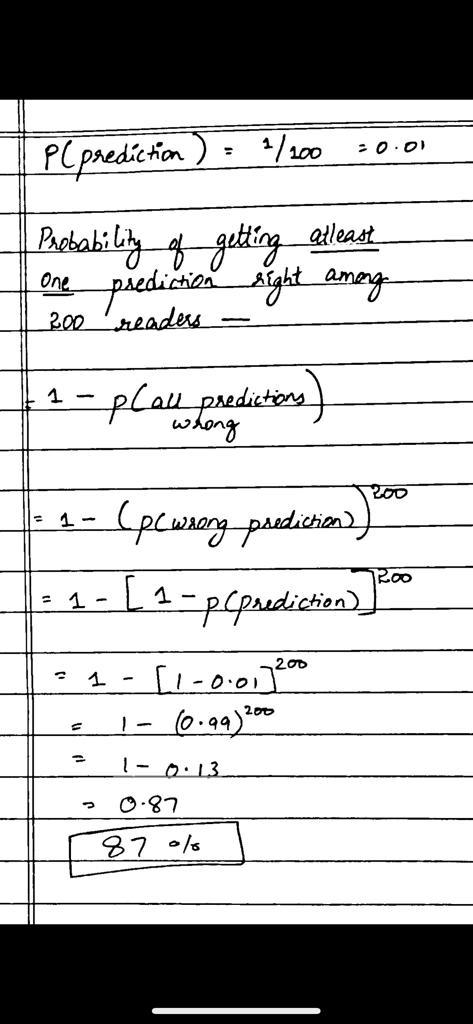 P(prediction) = 1/100 = 0.01
Probability of getting atleast
one prediction right among
200 readers —
= 1 - p(all predictions
wrong)
= 1 - (p(wrong prediction))^200
= 1 - [1 - p(prediction)]^200
= 1 - [1-0.01]^200
= 1 - (0.99)^200
= 1 - 0.13
= 0.87
87 %